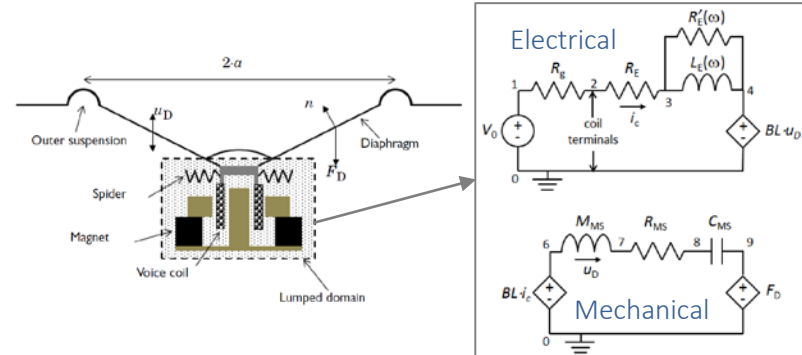 2·a
u_D
n
Outer suspension
Diaphragm
F_D
Spider
Magnet
Voice coil
Lumped domain
Electrical
R'_E(ω)
L_E(ω)
R_g
R_E
1
2
3
4
i_c
V_0
+
-
coil
terminals
+
-
BL·u_D
0
M_MS
R_MS
C_MS
6
7
8
9
u_D
BL·i_c
+
-
Mechanical
+
-
F_D
0